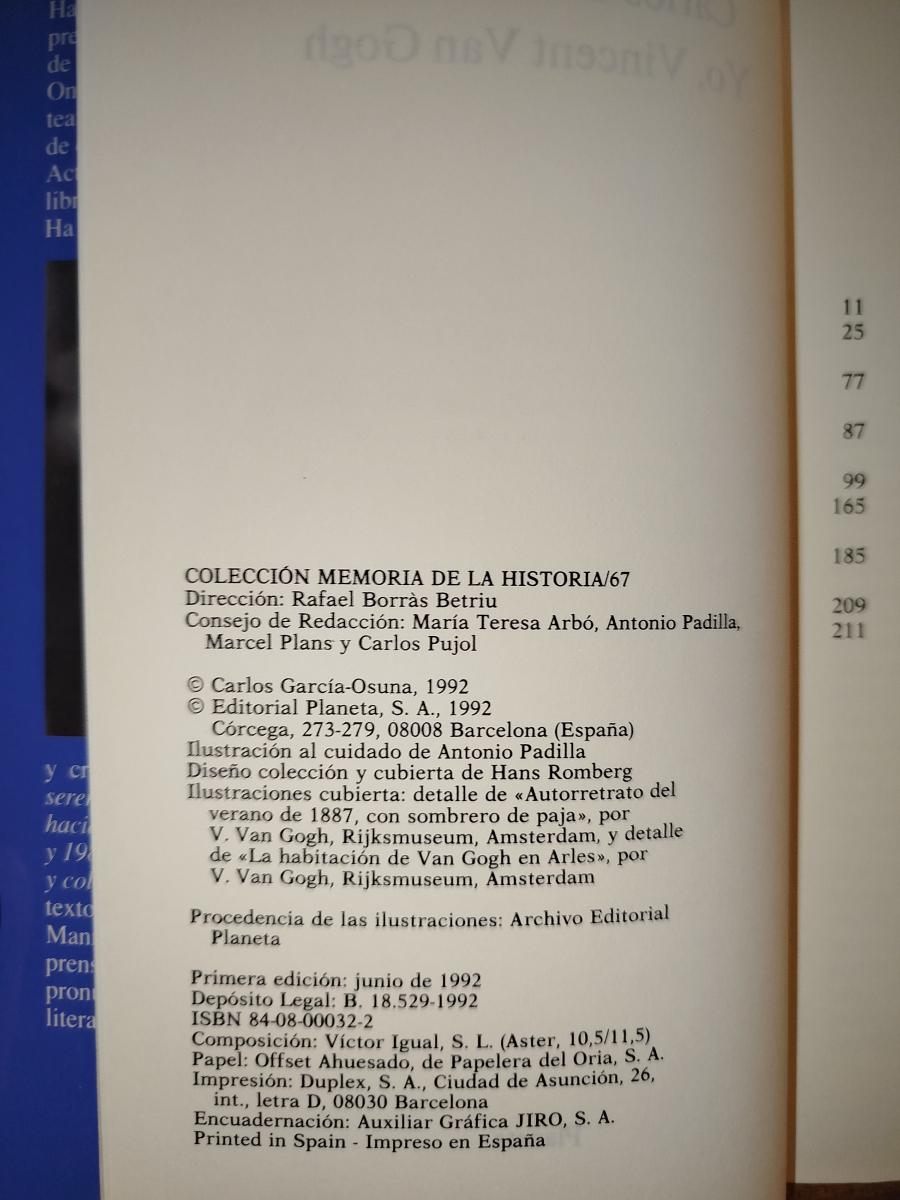 Yo, Vincent Van Gogh
COLECCIÓN MEMORIA DE LA HISTORIA/67
Dirección: Rafael Borràs Betriu
Consejo de Redacción: María Teresa Arbó, Antonio Padilla,
Marcel Plans y Carlos Pujol
© Carlos García-Osuna, 1992
© Editorial Planeta, S. A., 1992
Córcega, 273-279, 08008 Barcelona (España)
Ilustración al cuidado de Antonio Padilla
Diseño colección y cubierta de Hans Romberg
Ilustraciones cubierta: detalle de «Autorretrato del
verano de 1887, con sombrero de paja», por
V. Van Gogh, Rijksmuseum, Amsterdam, y detalle
de «La habitación de Van Gogh en Arles», por
V. Van Gogh, Rijksmuseum, Amsterdam
Procedencia de las ilustraciones: Archivo Editorial
Planeta
Primera edición: junio de 1992
Depósito Legal: B. 18.529-1992
ISBN 84-08-00032-2
Composición: Víctor Igual, S. L. (Aster, 10,5/11,5)
Papel: Offset Ahuesado, de Papelera del Oria, S. A.
Impresión: Duplex, S. A., Ciudad de Asunción, 26,
int., letra D, 08030 Barcelona
Encuadernación: Auxiliar Gráfica JIRO, S. A.
Printed in Spain - Impreso en España
11
25
77
87
99
165
185
209
211